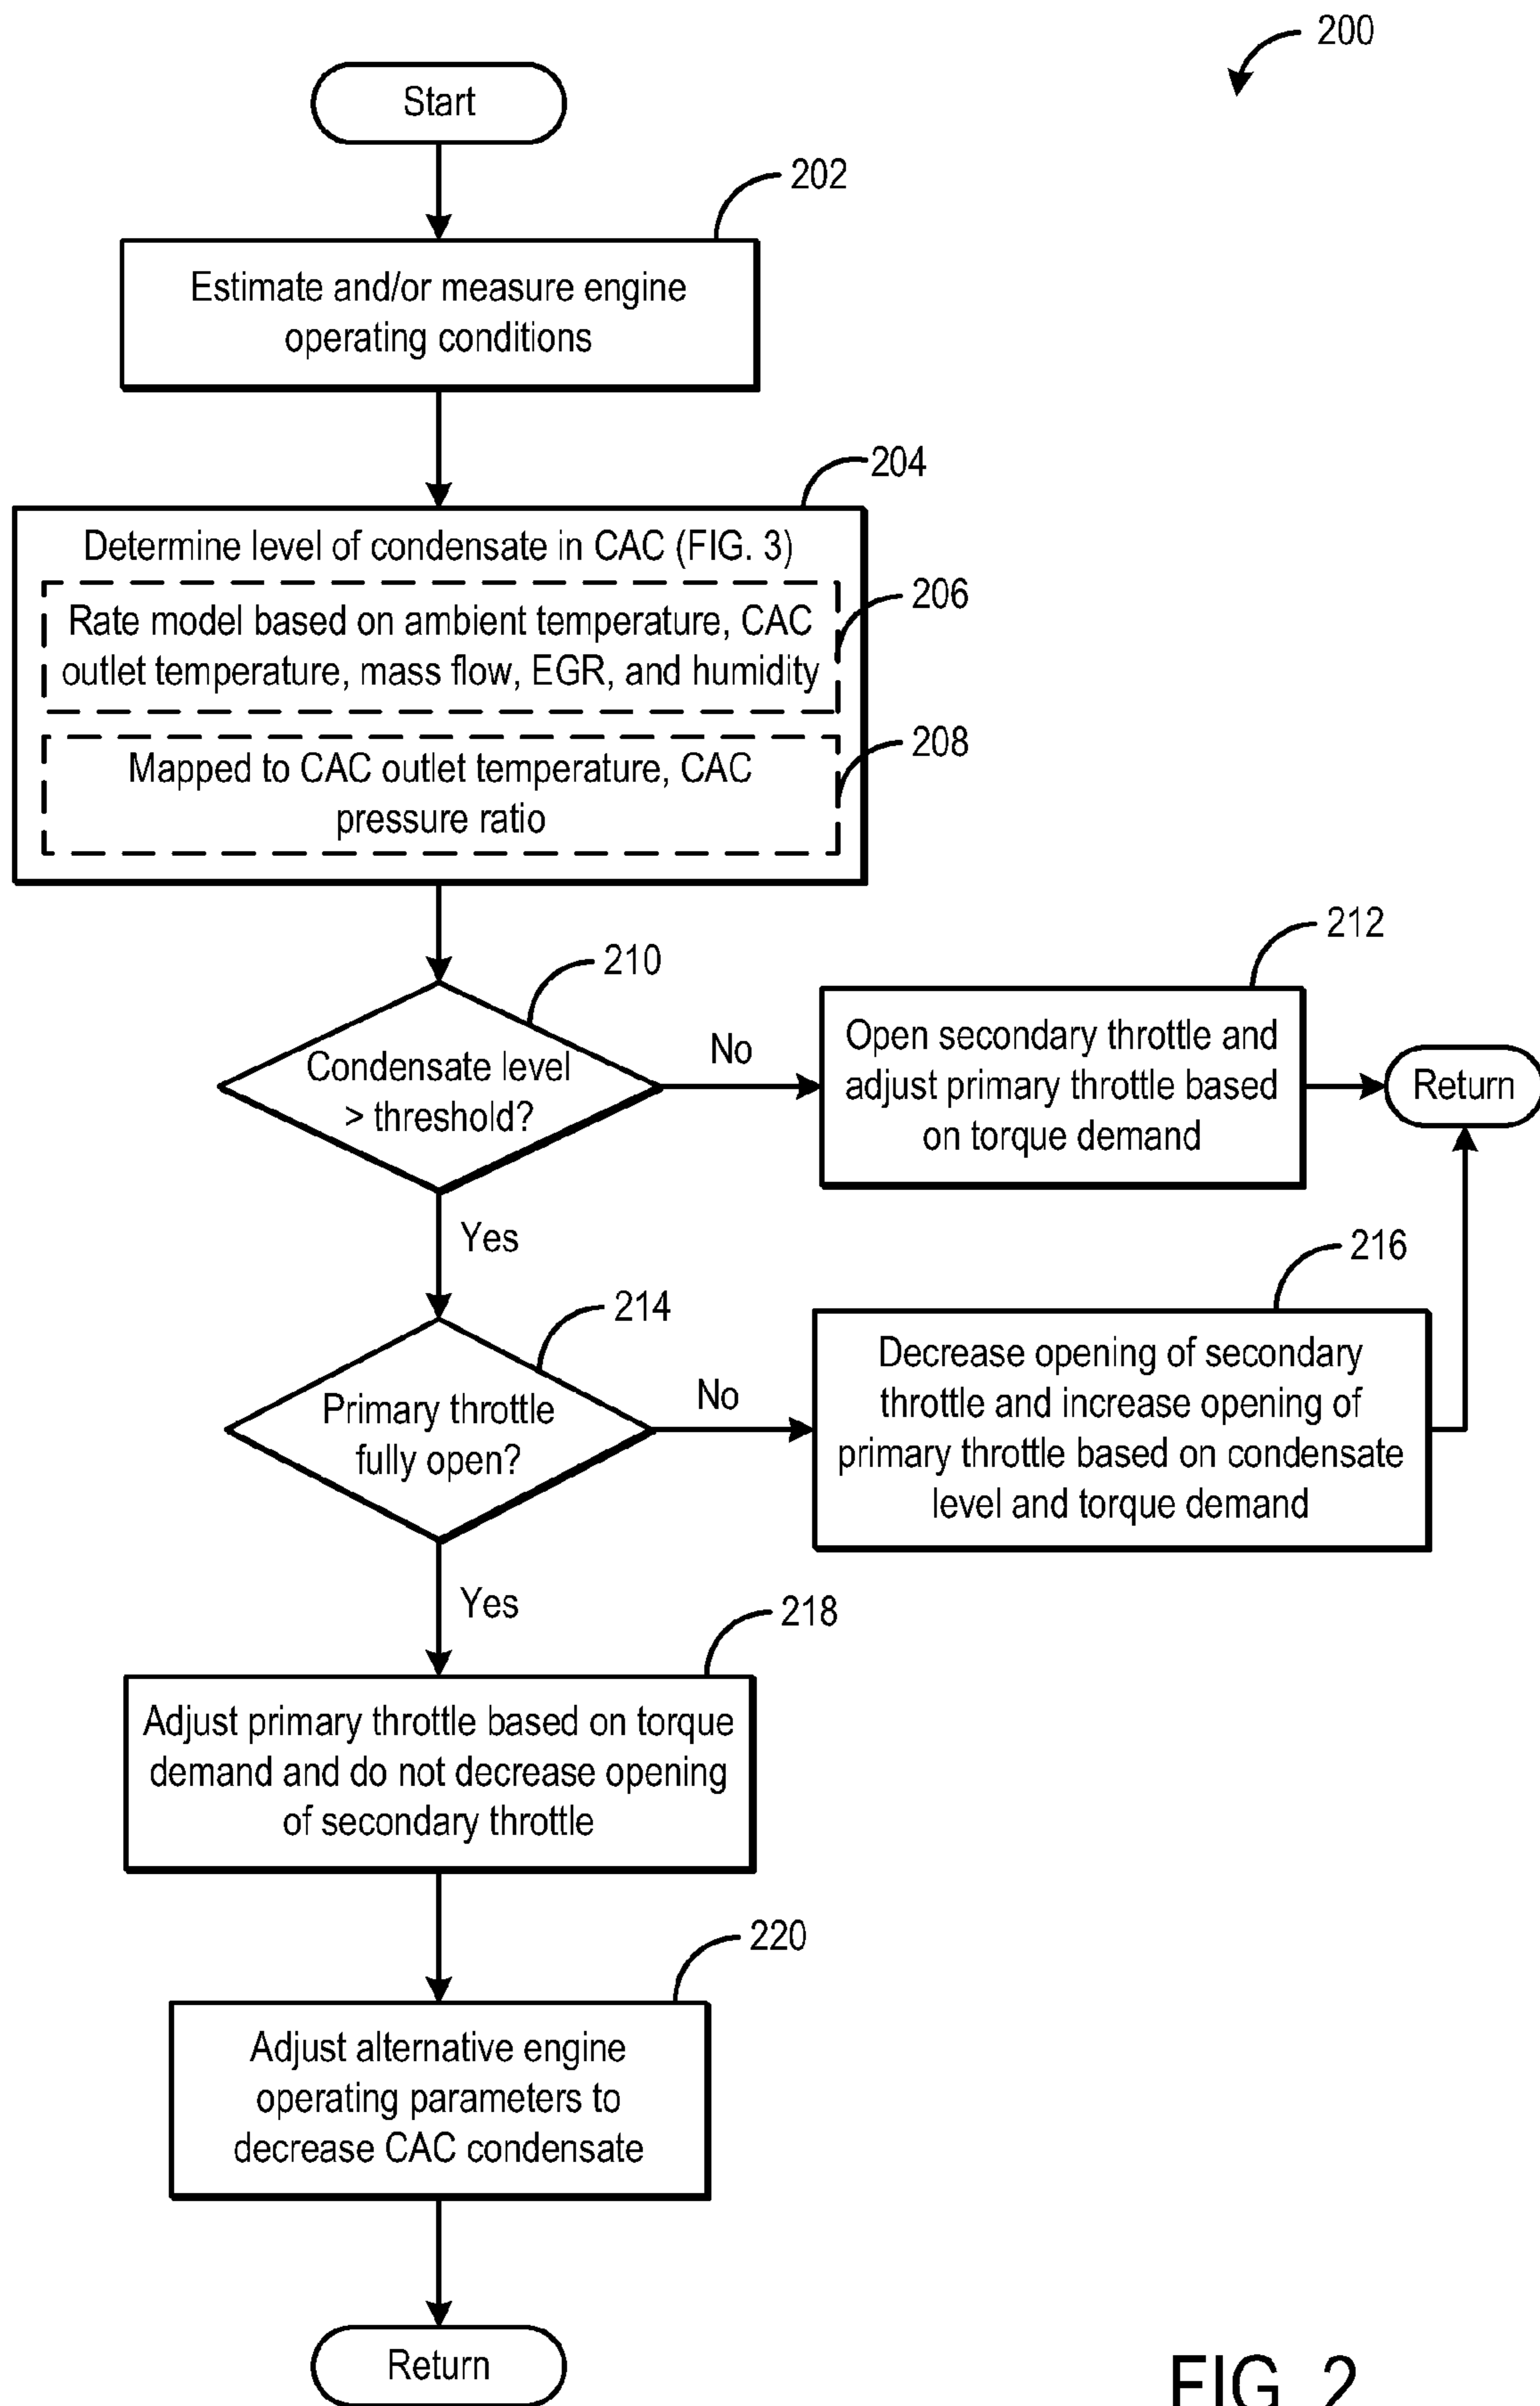 200
Start
202
Estimate and/or measure engine
operating conditions
204
Determine level of condensate in CAC (FIG. 3)
206
Rate model based on ambient temperature, CAC
outlet temperature, mass flow, EGR, and humidity
208
Mapped to CAC outlet temperature, CAC
pressure ratio
210
Condensate level
> threshold?
No
212
Open secondary throttle and
adjust primary throttle based
on torque demand
Return
Yes
214
Primary throttle
fully open?
No
216
Decrease opening of secondary
throttle and increase opening of
primary throttle based on condensate
level and torque demand
Yes
218
Adjust primary throttle based on torque
demand and do not decrease opening
of secondary throttle
220
Adjust alternative engine
operating parameters to
decrease CAC condensate
Return
FIG. 2